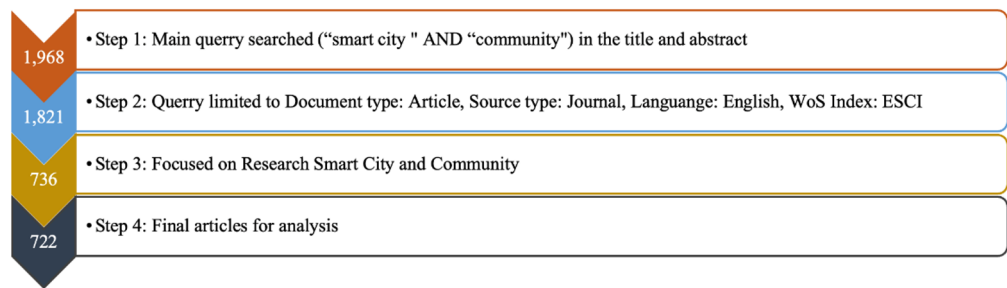 1,968
• Step 1: Main querry searched (“smart city " AND “community") in the title and abstract
1,821
• Step 2: Querry limited to Document type: Article, Source type: Journal, Languange: English, WoS Index: ESCI
736
• Step 3: Focused on Research Smart City and Community
722
• Step 4: Final articles for analysis